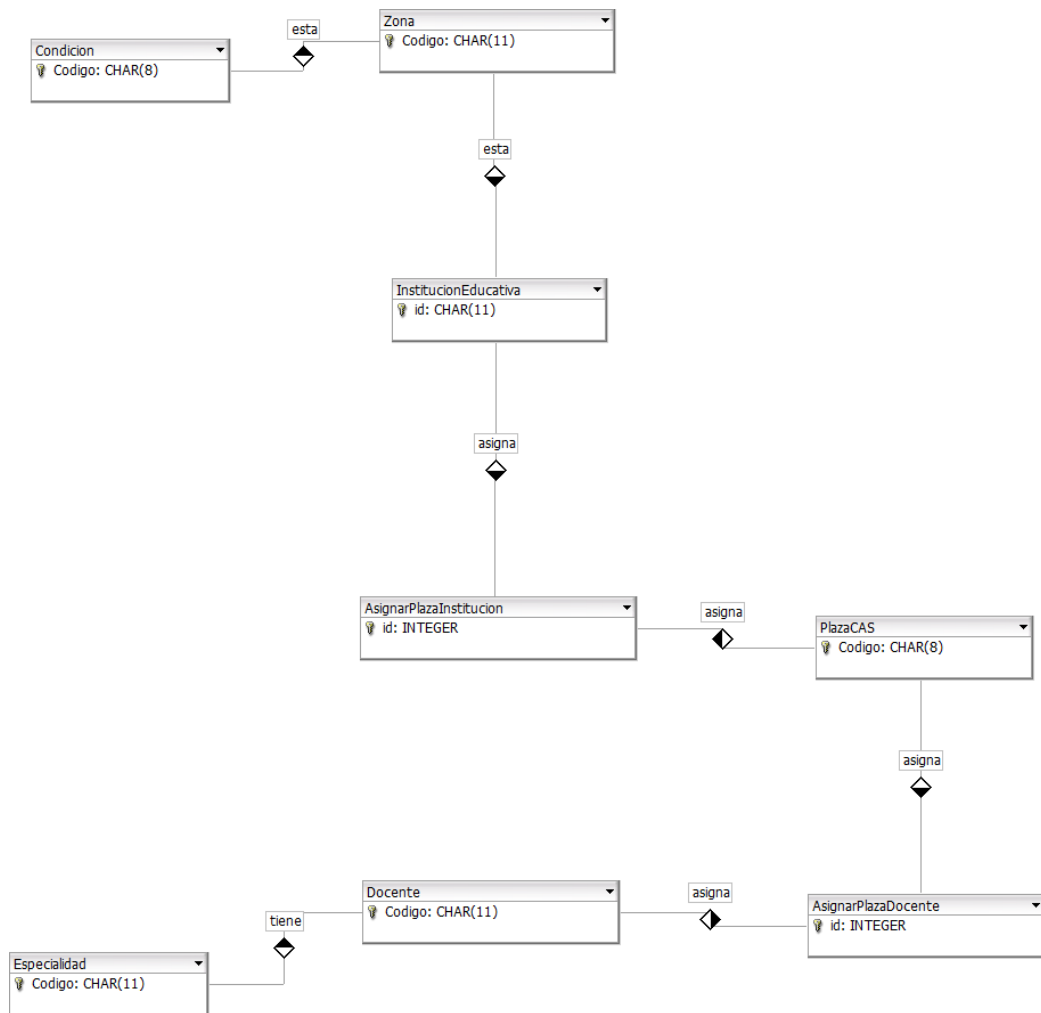 Zona
Codigo: CHAR(11)
esta
Condicion
Codigo: CHAR(8)
esta
InstitucionEducativa
id: CHAR(11)
asigna
AsignarPlazaInstitucion
id: INTEGER
asigna
PlazaCAS
Codigo: CHAR(8)
asigna
Docente
Codigo: CHAR(11)
asigna
AsignarPlazaDocente
id: INTEGER
tiene
Especialidad
Codigo: CHAR(11)